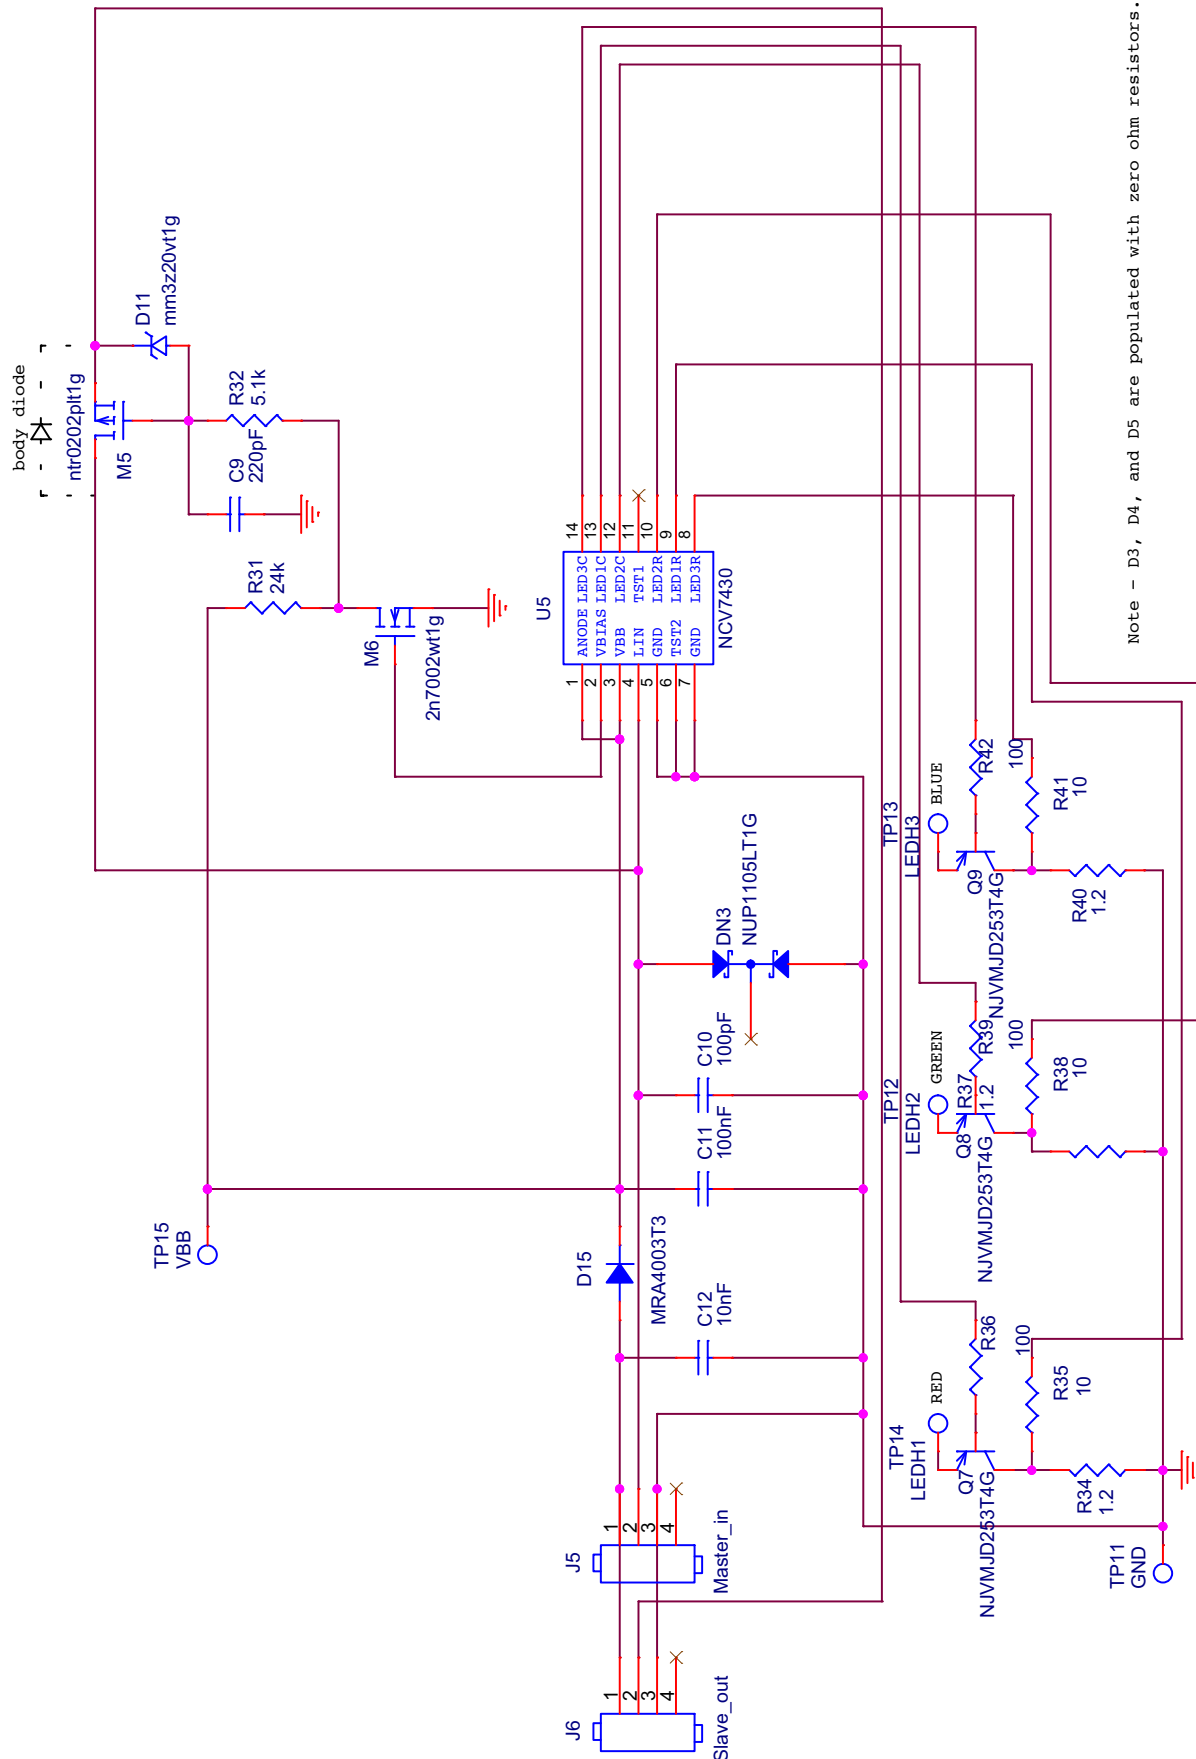 body diode
ntr0202plt1g
M5
D11
mm3z20vt1g
R32
5.1k
C9
220pF
R31
24k
M6
2n7002wt1g
U5
NCV7430
14
13
12
11
10
9
8
ANODE LED3C
VBIAS LED1C
VBB LED2C
LIN TST1
GND LED2R
TST2 LED1R
GND LED3R
1
2
3
4
5
6
7
Note - D3, D4, and D5 are populated with zero ohm resistors.
DN3
NUP1105LT1G
C10
100pF
C11
100nF
TP15
VBB
D15
MRA4003T3
C12
10nF
TP13
LEDH3
BLUE
R42
100
R41
10
Q9
NJVMJD253T4G
R40
1.2
TP12
LEDH2
GREEN
R39
100
R37
1.2
R38
10
Q8
NJVMJD253T4G
TP14
LEDH1
RED
R36
100
R35
10
Q7
NJVMJD253T4G
R34
1.2
TP11
GND
J5
1
2
3
4
Master_in
J6
1
2
3
4
Slave_out